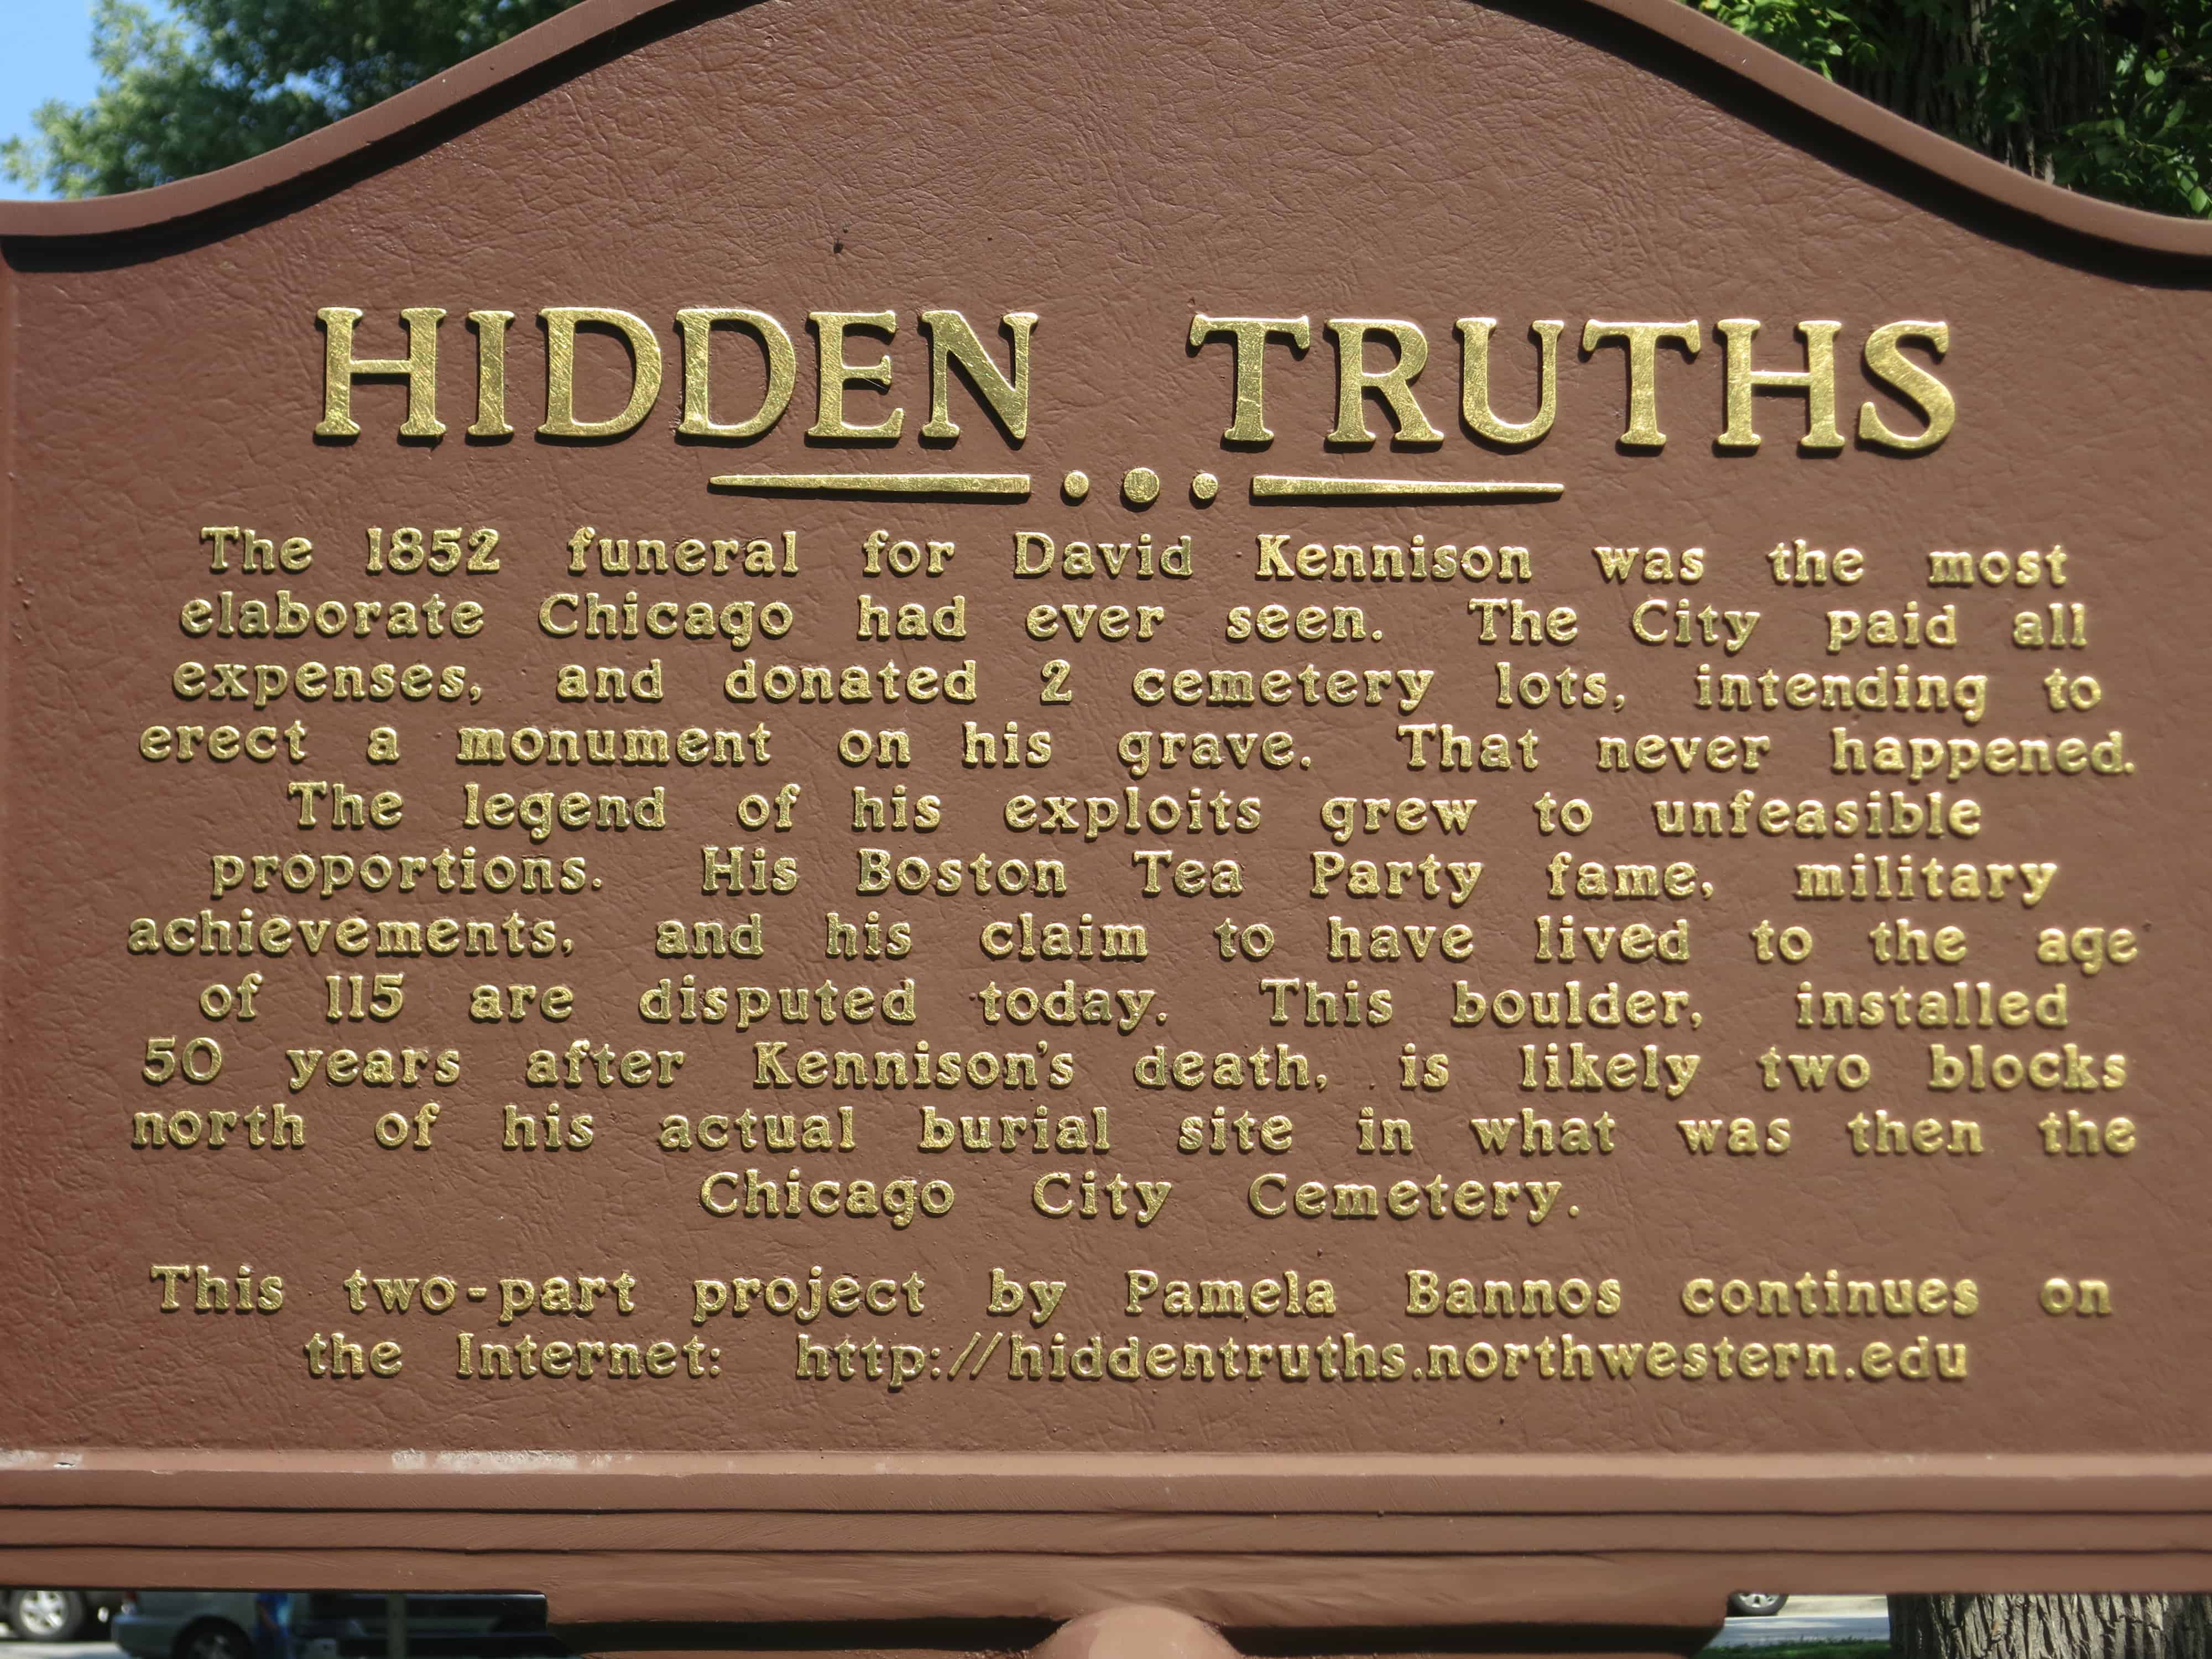 HIDDEN TRUTHS
The 1852 funeral for David Kennison was the most
elaborate Chicago had ever seen. The City paid all
expenses, and donated 2 cemetery lots, intending to
erect a monument on his grave. That never happened.
The legend of his exploits grew to unfeasible
proportions. His Boston Tea Party fame, military
achievements, and his claim to have lived to the age
of 115 are disputed today. This boulder, installed
50 years after Kennison's death, is likely two blocks
north of his actual burial site in what was then the
Chicago City Cemetery.
This two-part project by Pamela Bannos continues on
the Internet: http://hiddentruths.northwestern.edu